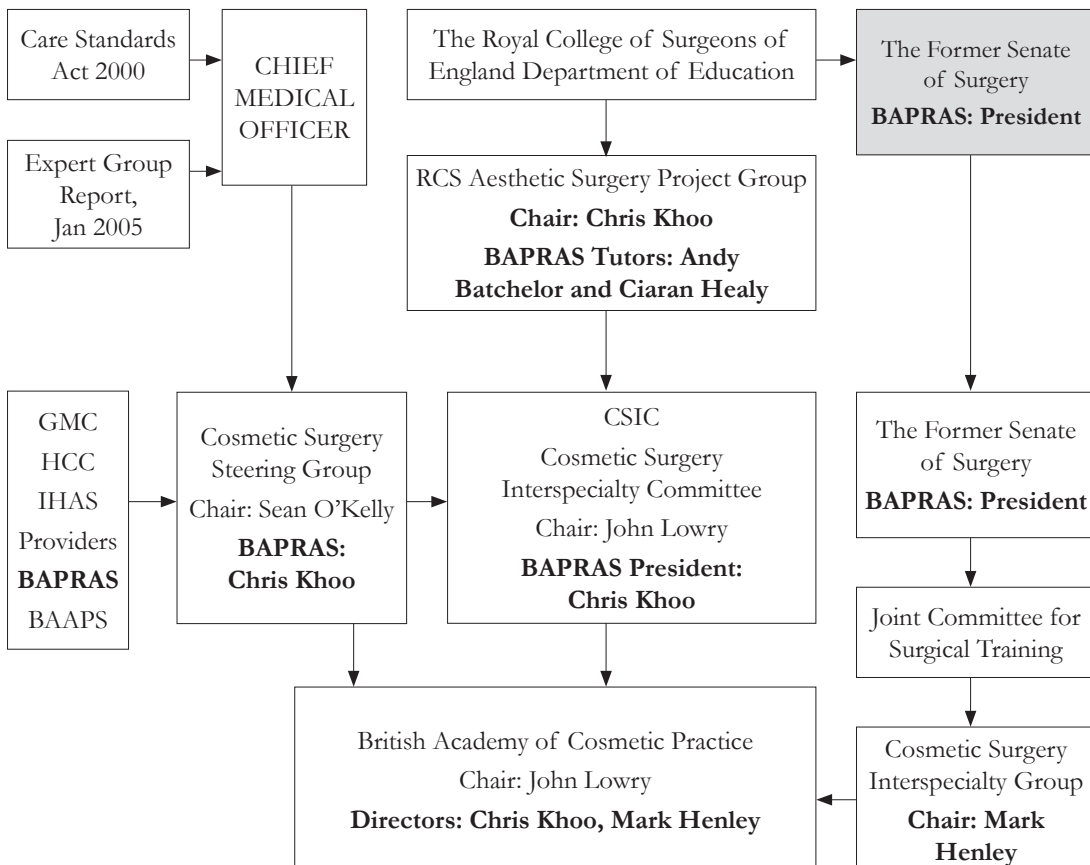 Care Standards
Act 2000
CHIEF
MEDICAL
OFFICER
The Royal College of Surgeons of
England Department of Education
The Former Senate
of Surgery
BAPRAS: President
Expert Group
Report,
Jan 2005
RCS Aesthetic Surgery Project Group
Chair: Chris Khoo
BAPRAS Tutors: Andy
Batchelor and Ciaran Healy
GMC
HCC
IHAS
Providers
BAPRAS
BAAPS
Cosmetic Surgery
Steering Group
Chair: Sean O'Kelly
BAPRAS:
Chris Khoo
CSIC
Cosmetic Surgery
Interspecialty Committee
Chair: John Lowry
BAPRAS President:
Chris Khoo
The Former Senate
of Surgery
BAPRAS: President
Joint Committee for
Surgical Training
British Academy of Cosmetic Practice
Chair: John Lowry
Directors: Chris Khoo, Mark Henley
Cosmetic Surgery
Interspecialty Group
Chair: Mark
Henley